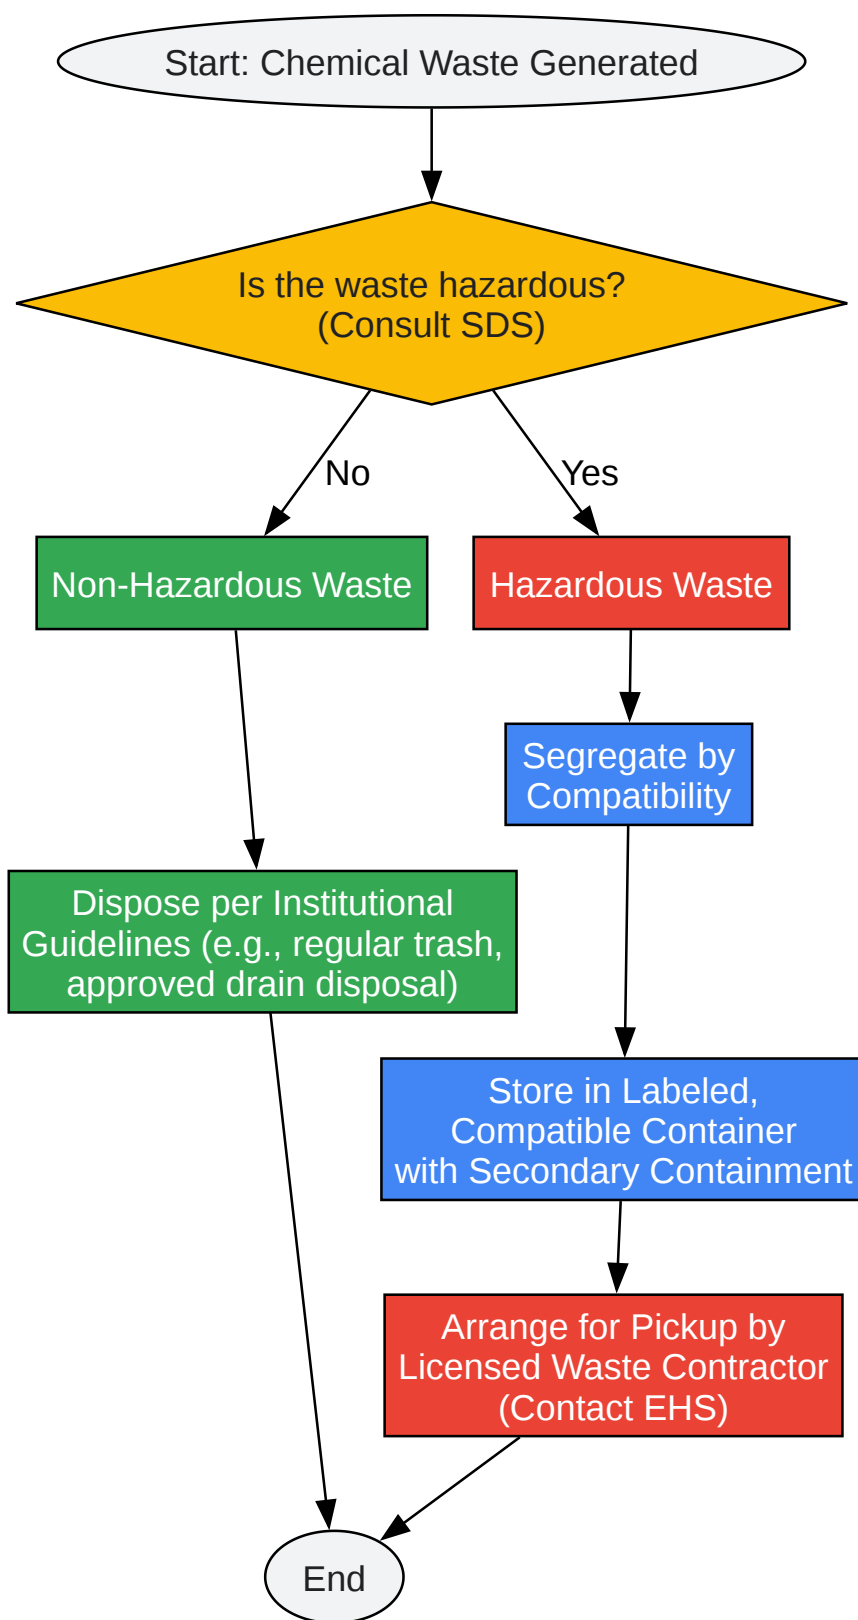 Start: Chemical Waste Generated
Is the waste hazardous?
(Consult SDS)
No
Yes
Non-Hazardous Waste
Hazardous Waste
Segregate by
Compatibility
Dispose per Institutional
Guidelines (e.g., regular trash,
approved drain disposal)
Store in Labeled,
Compatible Container
with Secondary Containment
Arrange for Pickup by
Licensed Waste Contractor
(Contact EHS)
End